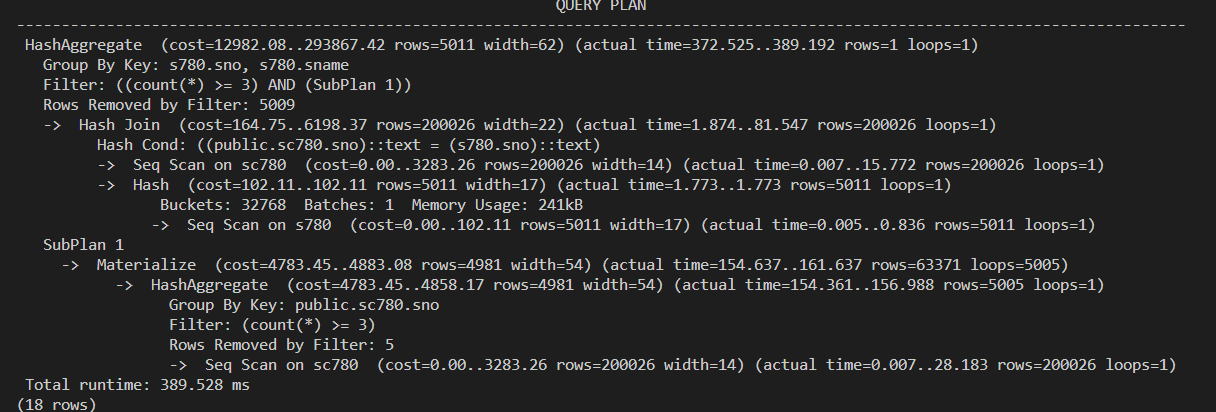 QUERY PLAN
--------------------------------------------------------------------------------------------------------------------------------------
HashAggregate  (cost=12982.08..293867.42 rows=5011 width=62) (actual time=372.525..389.192 rows=1 loops=1)
  Group By Key: s780.sno, s780.sname
  Filter: ((count(*) >= 3) AND (SubPlan 1))
  Rows Removed by Filter: 5009
  ->  Hash Join  (cost=164.75..6198.37 rows=200026 width=22) (actual time=1.874..81.547 rows=200026 loops=1)
        Hash Cond: ((public.sc780.sno)::text = (s780.sno)::text)
        ->  Seq Scan on sc780  (cost=0.00..3283.26 rows=200026 width=14) (actual time=0.007..15.772 rows=200026 loops=1)
        ->  Hash  (cost=102.11..102.11 rows=5011 width=17) (actual time=1.773..1.773 rows=5011 loops=1)
               Buckets: 32768  Batches: 1  Memory Usage: 241kB
              ->  Seq Scan on s780  (cost=0.00..102.11 rows=5011 width=17) (actual time=0.005..0.836 rows=5011 loops=1)
  SubPlan 1
    ->  Materialize  (cost=4783.45..4883.08 rows=4981 width=54) (actual time=154.637..161.637 rows=63371 loops=5005)
          ->  HashAggregate  (cost=4783.45..4858.17 rows=4981 width=54) (actual time=154.361..156.988 rows=5005 loops=1)
                Group By Key: public.sc780.sno
                Filter: (count(*) >= 3)
                Rows Removed by Filter: 5
                ->  Seq Scan on sc780  (cost=0.00..3283.26 rows=200026 width=14) (actual time=0.007..28.183 rows=200026 loops=1)
Total runtime: 389.528 ms
(18 rows)